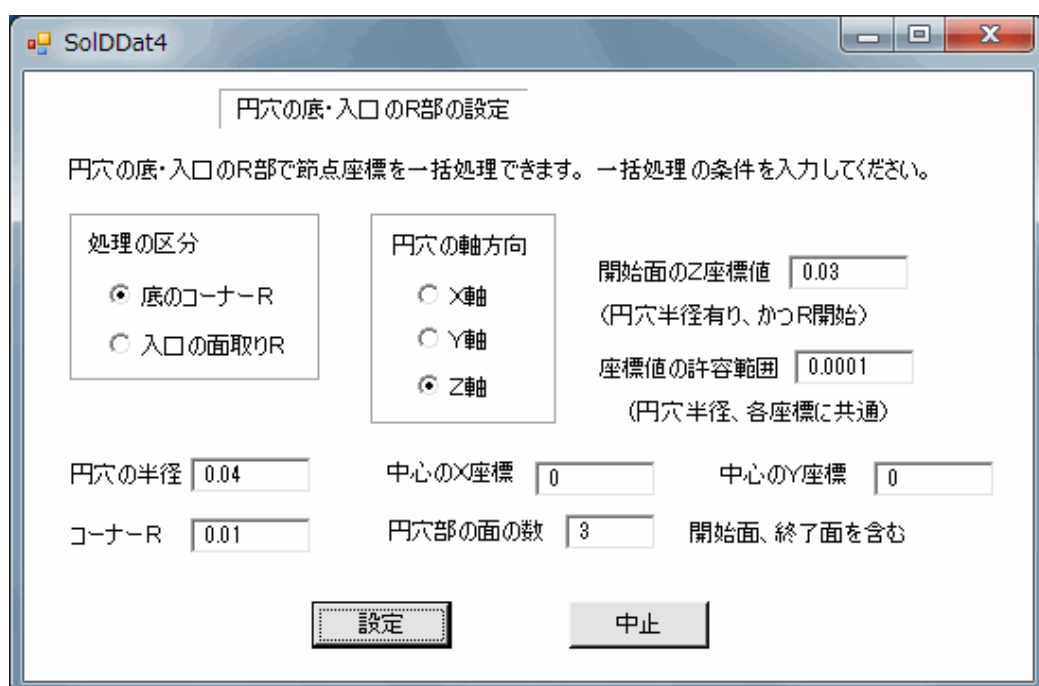 SolDDat4
円穴の底・入口のR部の設定
円穴の底・入口のR部で節点座標を一括処理できます。一括処理の条件を入力してください。
処理の区分
底のコーナーR
入口の面取りR
円穴の軸方向
X軸
Y軸
Z軸
開始面のZ座標値 0.03
(円穴半径有り、かつR開始)
座標値の許容範囲 0.0001
(円穴半径、各座標に共通)
円穴の半径 0.04 中心のX座標 0 中心のY座標 0
コーナーR 0.01 円穴部の面の数 3 開始面、終了面を含む
設定 中止